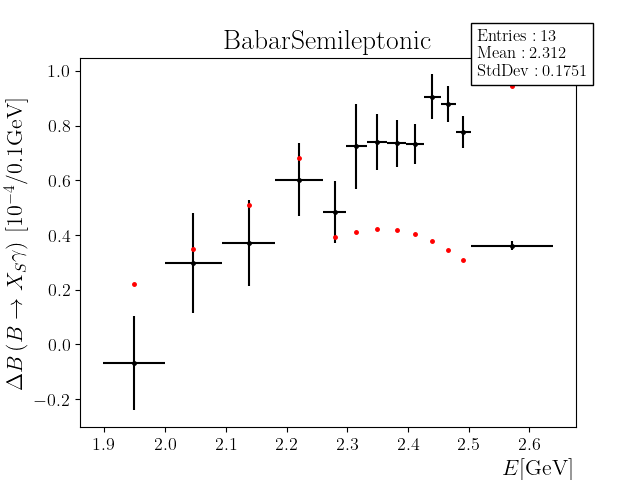 BabarSemileptonic
Entries : 13
Mean : 2.312
StdDev : 0.1751
ΔB (B → X_S γ) [10^{-4}/0.1GeV]
1.0
0.8
0.6
0.4
0.2
0.0
−0.2
1.9 2.0 2.1 2.2 2.3 2.4 2.5 2.6
E[GeV]